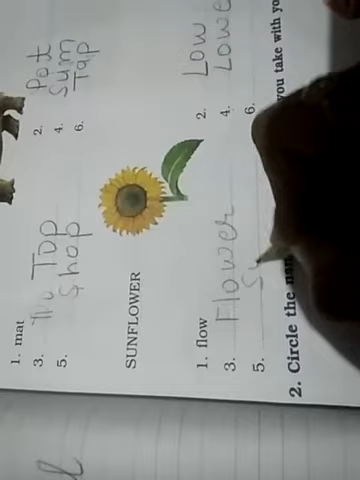 1. mat
2. Pot
3. Top
4. Sum
5. Shop
6. Tap
SUNFLOWER
1. flow
2. Low
3. Flower
4. Lowe
5. S
6.
2. Circle the you take with yo